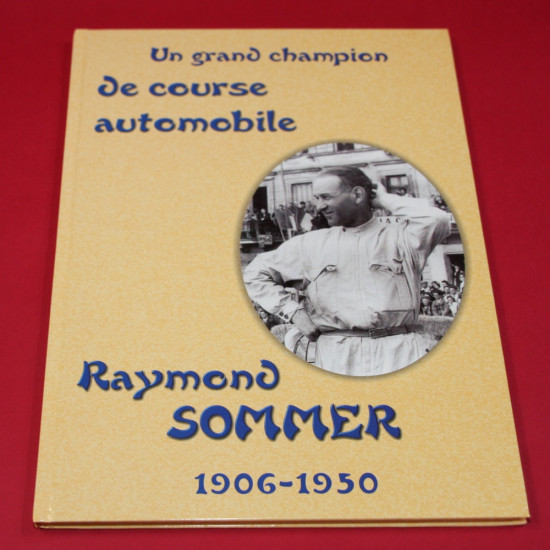 Un grand champion
de course
automobile
Raymond
SOMMER
1906-1950